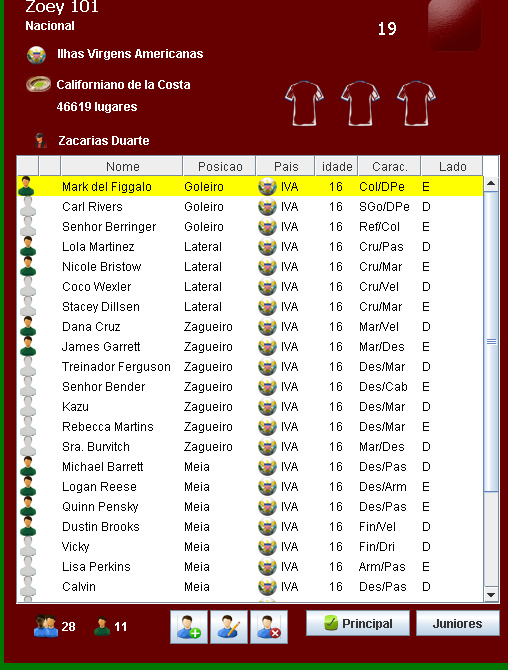 Zoey 101
Nacional
19
Ilhas Virgens Americanas
Californiano de la Costa
46619 lugares
Zacarias Duarte
Nome Posicao Pais idade Carac. Lado
Mark del Figgalo Goleiro IVA 16 Col/DPe E
Carl Rivers Goleiro IVA 16 SGo/DPe D
Senhor Berringer Goleiro IVA 16 Ref/Col E
Lola Martinez Lateral IVA 16 Cru/Pas D
Nicole Bristow Lateral IVA 16 Cru/Mar E
Coco Wexler Lateral IVA 16 Cru/Vel D
Stacey Dillsen Lateral IVA 16 Cru/Mar E
Dana Cruz Zagueiro IVA 16 Mar/Vel D
James Garrett Zagueiro IVA 16 Mar/Des E
Treinador Ferguson Zagueiro IVA 16 Des/Mar D
Senhor Bender Zagueiro IVA 16 Des/Cab E
Kazu Zagueiro IVA 16 Des/Mar D
Rebecca Martins Zagueiro IVA 16 Des/Mar E
Sra. Burvitch Zagueiro IVA 16 Mar/Des D
Michael Barrett Meia IVA 16 Des/Pas D
Logan Reese Meia IVA 16 Des/Arm E
Quinn Pensky Meia IVA 16 Des/Pas E
Dustin Brooks Meia IVA 16 Fin/Vel D
Vicky Meia IVA 16 Fin/Dri D
Lisa Perkins Meia IVA 16 Arm/Pas E
Calvin Meia IVA 16 Des/Pas D
28 11 Principal Juniores